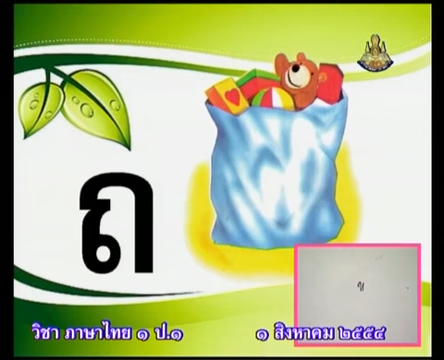 ถ
วิชา ภาษาไทย ๑ ป.๑
๑ สิงหาคม ๒๕๕๔